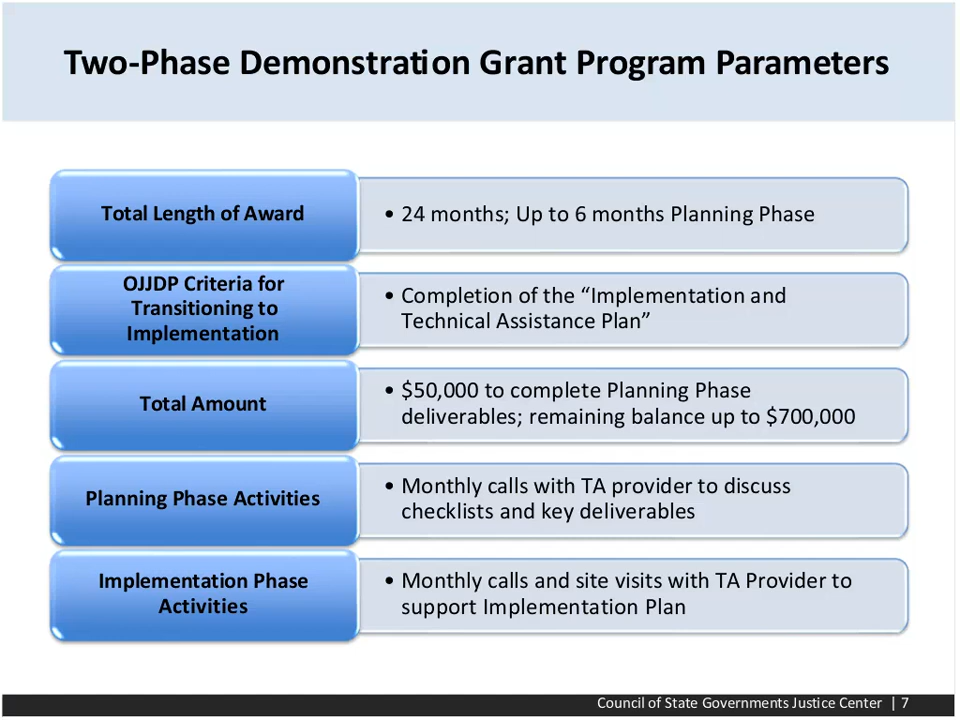 Two-Phase Demonstration Grant Program Parameters
Total Length of Award
• 24 months; Up to 6 months Planning Phase
OJJDP Criteria for
Transitioning to
Implementation
• Completion of the “Implementation and
Technical Assistance Plan”
Total Amount
• $50,000 to complete Planning Phase
deliverables; remaining balance up to $700,000
Planning Phase Activities
• Monthly calls with TA provider to discuss
checklists and key deliverables
Implementation Phase
Activities
• Monthly calls and site visits with TA Provider to
support Implementation Plan
Council of State Governments Justice Center | 7